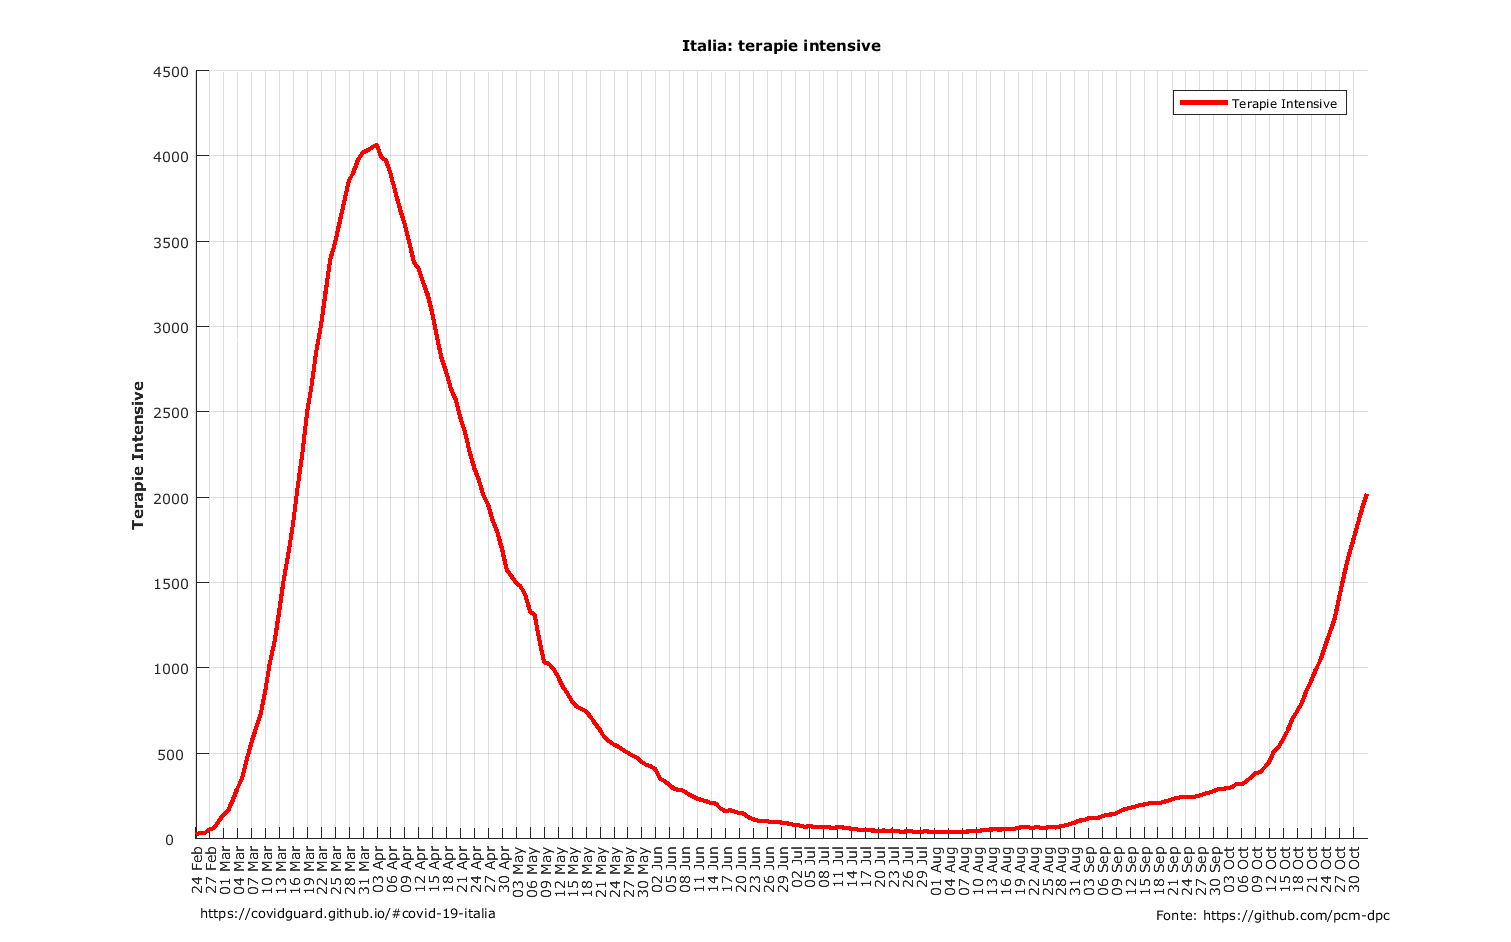 Italia: terapie intensive
Terapie Intensive
Terapie Intensive
4500
4000
3500
3000
2500
2000
1500
1000
500
0
24 Feb
27 Feb
01 Mar
04 Mar
07 Mar
10 Mar
13 Mar
16 Mar
19 Mar
22 Mar
25 Mar
28 Mar
31 Mar
03 Apr
06 Apr
09 Apr
12 Apr
15 Apr
18 Apr
21 Apr
24 Apr
27 Apr
30 Apr
03 May
06 May
09 May
12 May
15 May
18 May
21 May
24 May
27 May
30 May
02 Jun
05 Jun
08 Jun
11 Jun
14 Jun
17 Jun
20 Jun
23 Jun
26 Jun
29 Jun
02 Jul
05 Jul
08 Jul
11 Jul
14 Jul
17 Jul
20 Jul
23 Jul
26 Jul
29 Jul
01 Aug
04 Aug
07 Aug
10 Aug
13 Aug
16 Aug
19 Aug
22 Aug
25 Aug
28 Aug
31 Aug
03 Sep
06 Sep
09 Sep
12 Sep
15 Sep
18 Sep
21 Sep
24 Sep
27 Sep
30 Sep
03 Oct
06 Oct
09 Oct
12 Oct
15 Oct
18 Oct
21 Oct
24 Oct
27 Oct
30 Oct
https://covidguard.github.io/#covid-19-italia
Fonte: https://github.com/pcm-dpc